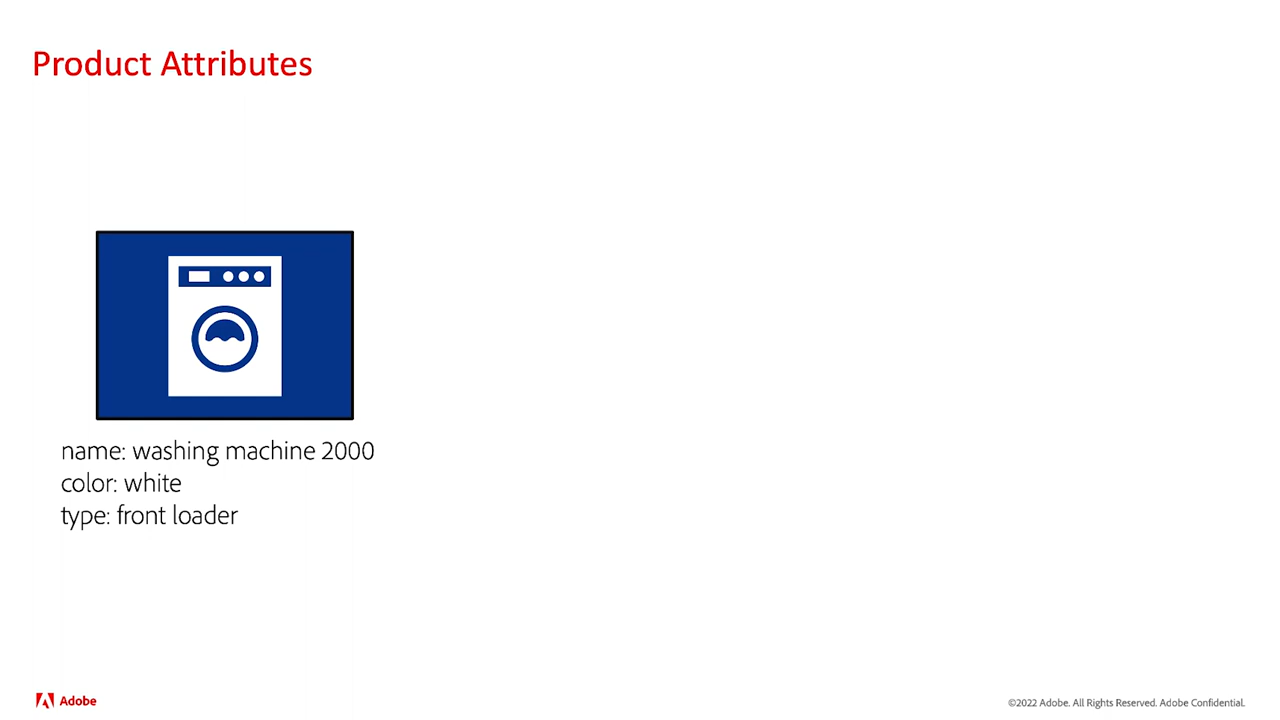 Product Attributes
name: washing machine 2000
color: white
type: front loader
Adobe
©2022 Adobe. All Rights Reserved. Adobe Confidential.